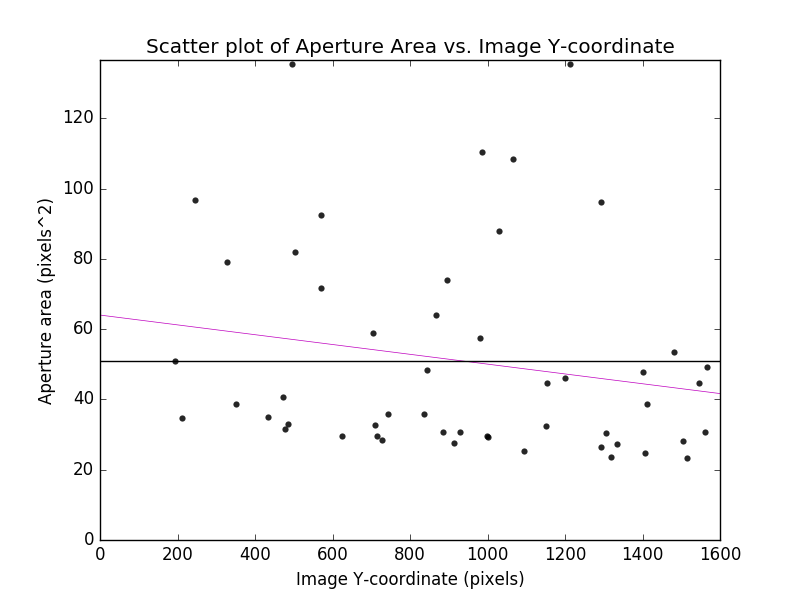 Scatter plot of Aperture Area vs. Image Y-coordinate
120
100
80
60
40
20
0
Aperture area (pixels^2)
0 200 400 600 800 1000 1200 1400 1600
Image Y-coordinate (pixels)